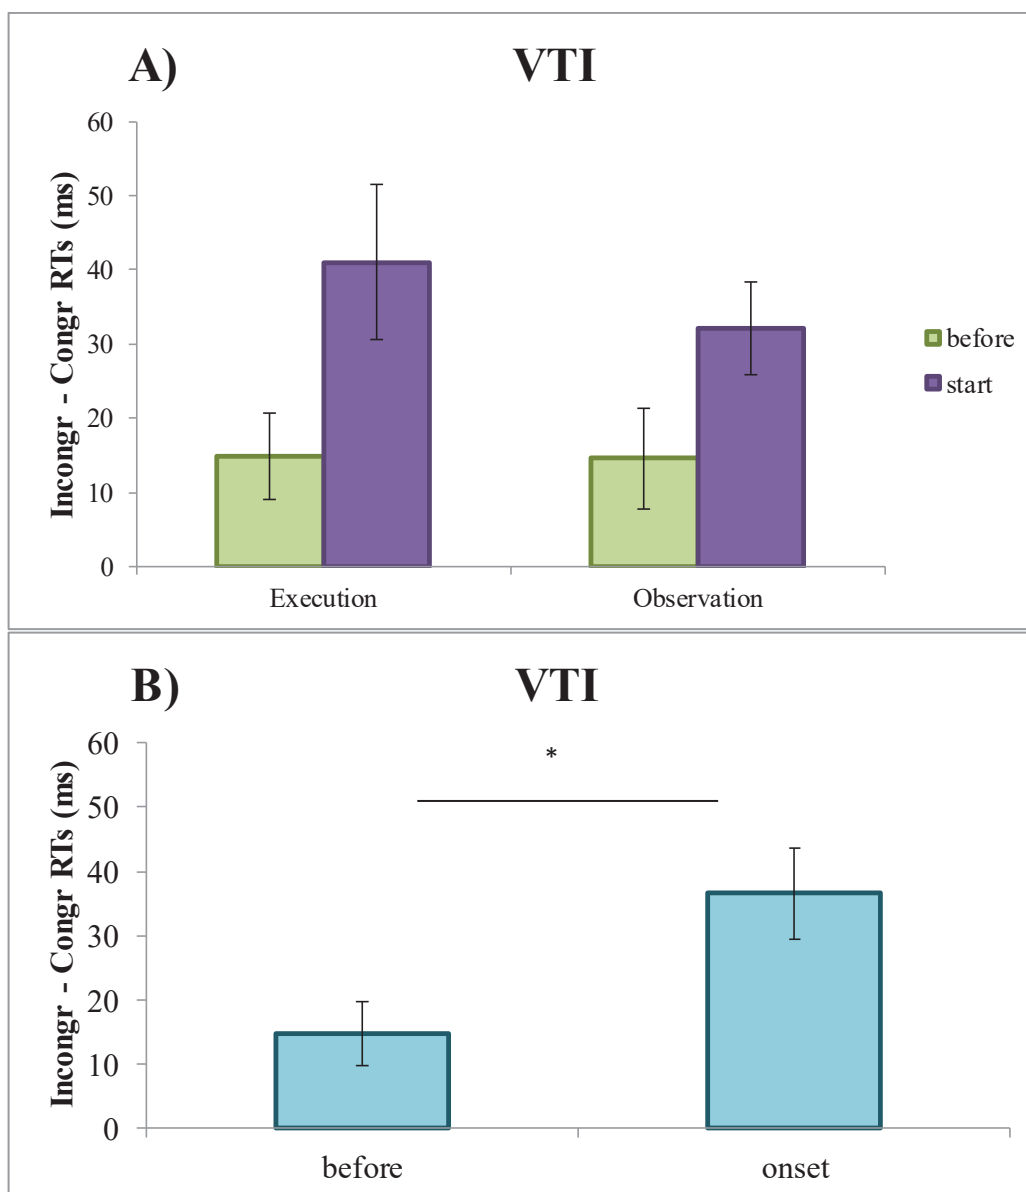 A) VTI
Incongr - Congr RTs (ms)
60
50
40
30
20
10
0
Execution Observation
before
start
B) VTI
Incongr - Congr RTs (ms)
60
50
40
30
20
10
0
*
before onset